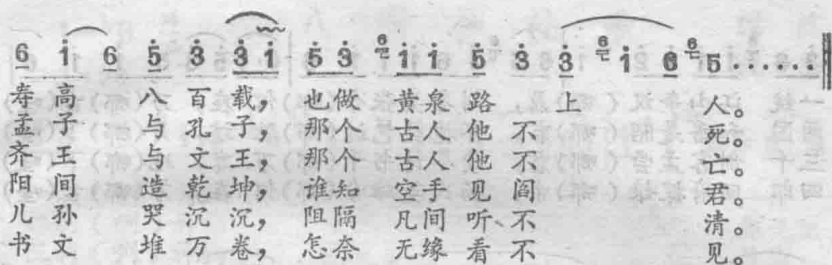 6 i 6 5 3 3 i 5 3 6 i i 5 3 3 6 i 6 6 5 ……
寿高八百载，也做黄泉路上人。
孟子与孔子，那个古人他不死。
齐王与文王，那个古人他不亡。
阳间造乾坤，谁知空手见阎君。
儿孙哭沉沉，阻隔凡间听不清。
书文堆万卷，怎奈无缘看不见。